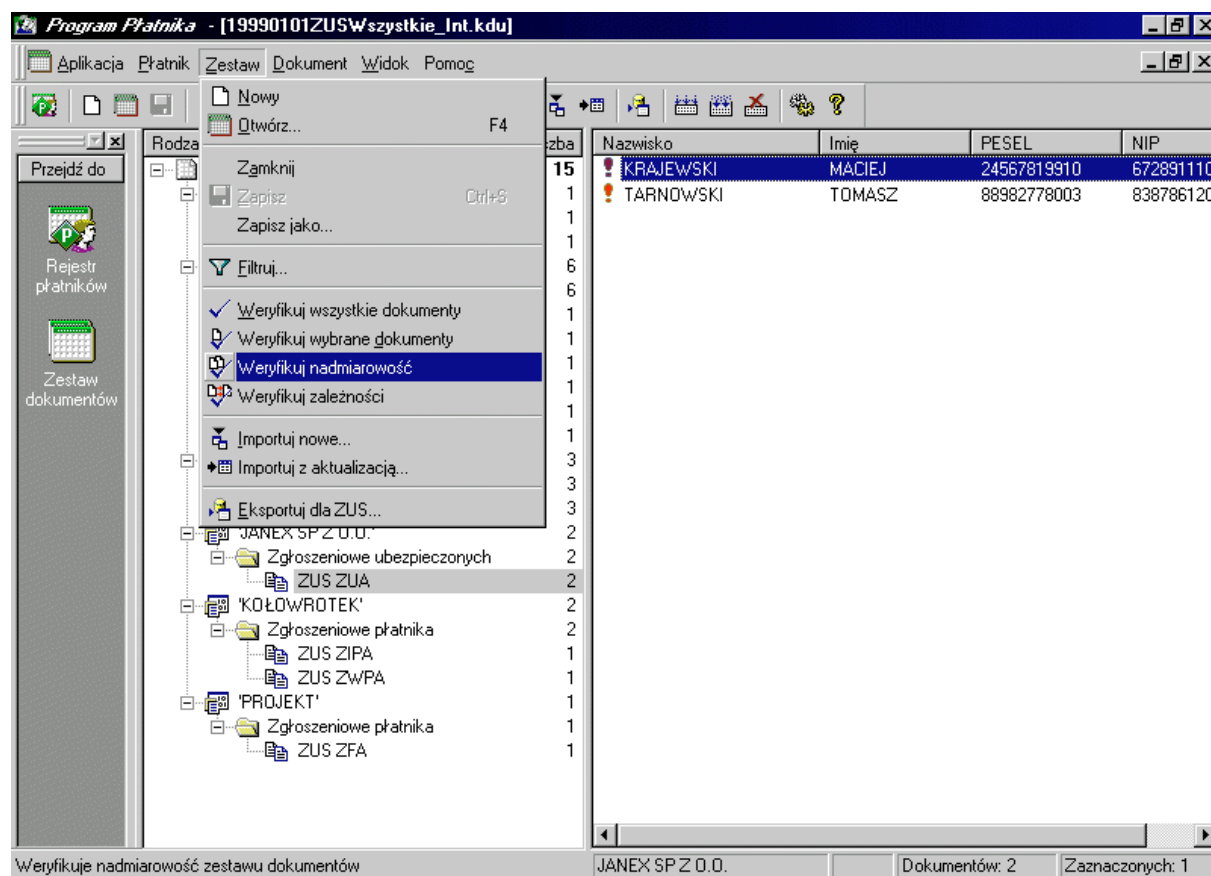 Program Płatnika - [19990101ZUSWszystkie_Int.kdu]
Aplikacja Płatnik Zestaw Dokument Widok Pomoc
Nowy
Otwórz... F4
Zamknij
Zapisz Ctrl+S
Zapisz jako...
Filtruj...
Weryfikuj wszystkie dokumenty
Weryfikuj wybrane dokumenty
Weryfikuj nadmiarowość
Weryfikuj zależności
Importuj nowe...
Importuj z aktualizacją...
Eksportuj dla ZUS...
Przejdź do
Rejestr
płatników
Zestaw
dokumentów
15
1
1
1
6
6
1
1
1
1
1
1
3
3
3
'JANEX SP Z O.O.' 2
Zgłoszeniowe ubezpieczonych 2
ZUS ZUA 2
'KOŁOWROTEK' 2
Zgłoszeniowe płatnika 2
ZUS ZIPA 1
ZUS ZWPA 1
'PROJEKT' 1
Zgłoszeniowe płatnika 1
ZUS ZFA 1
Nazwisko Imię PESEL NIP
KRAJEWSKI MACIEJ 24567819910 672891110
TARNOWSKI TOMASZ 88982778003 838786120
Weryfikuje nadmiarowość zestawu dokumentów JANEX SP Z O.O. Dokumentów: 2 Zaznaczonych: 1